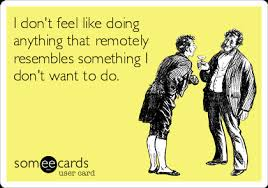 I don't feel like doing
anything that remotely
resembles something I
don't want to do.
someecards
user card